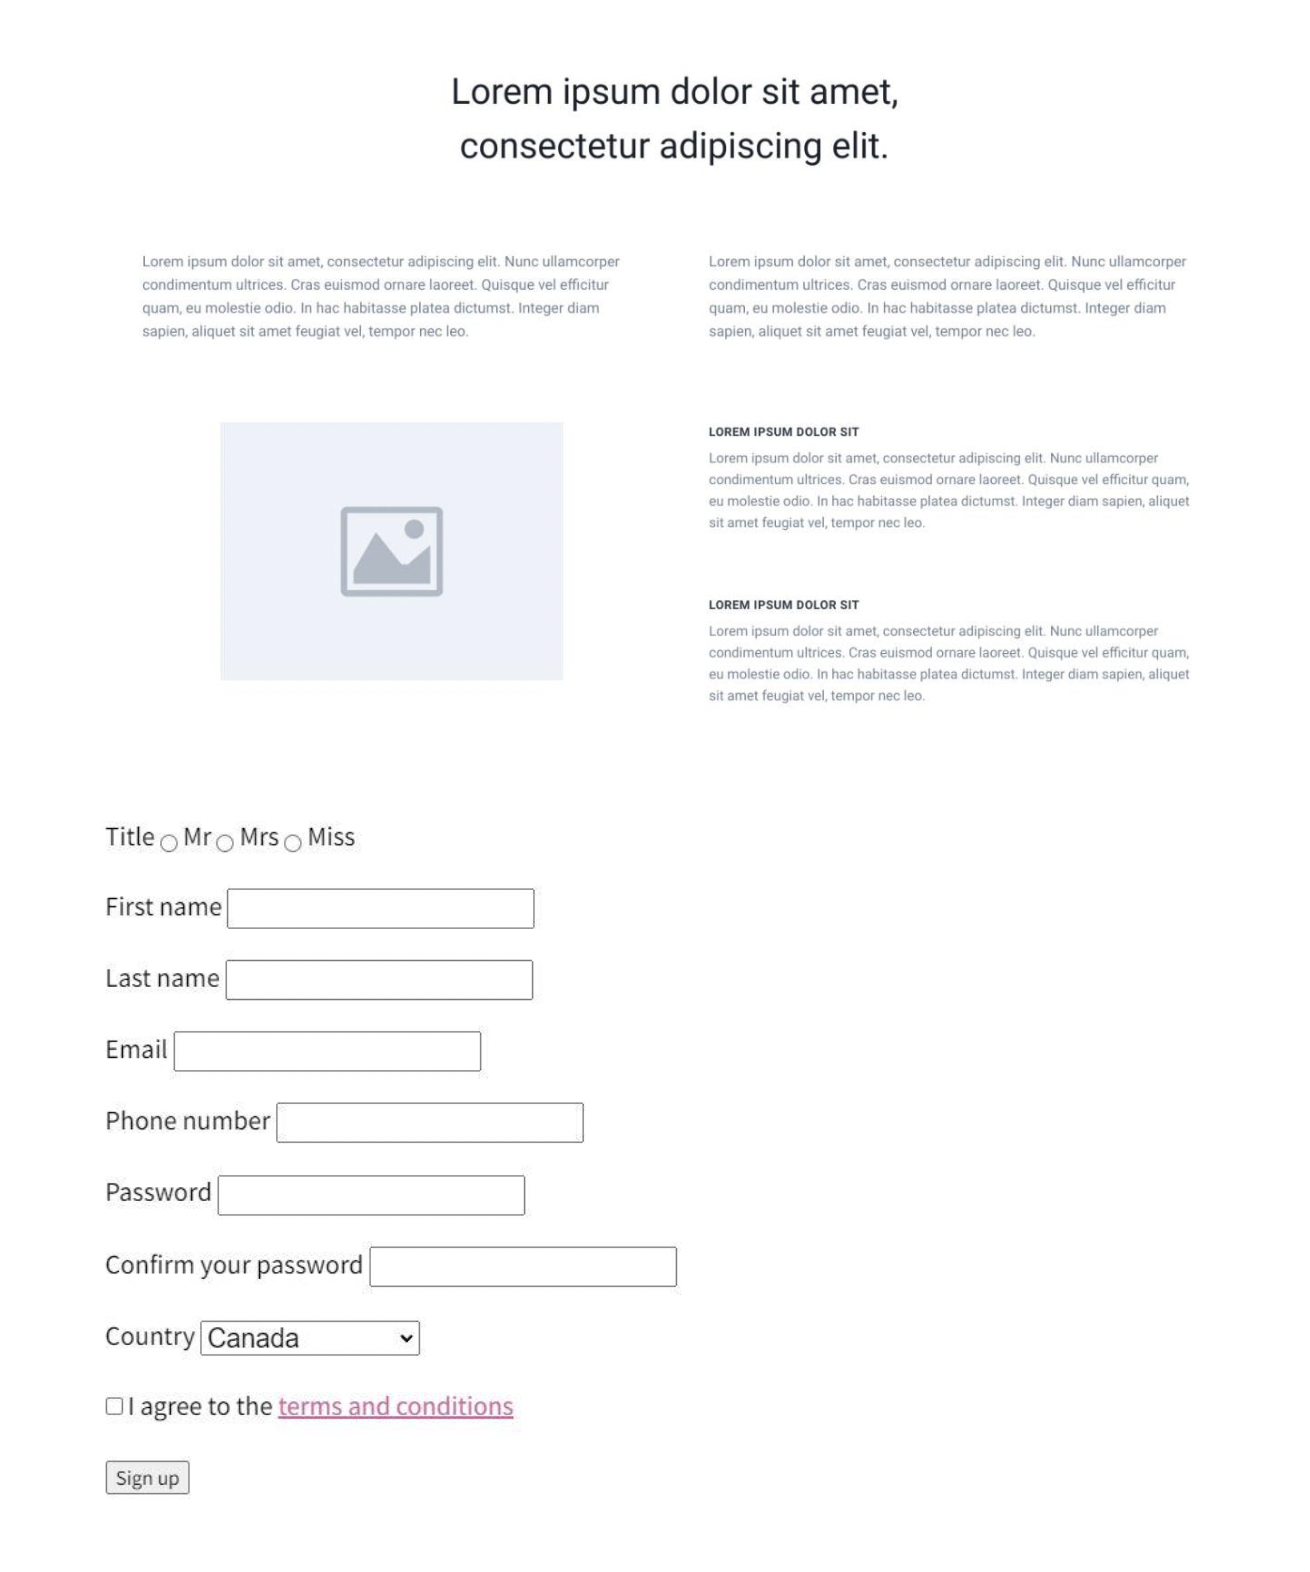 Lorem ipsum dolor sit amet,
consectetur adipiscing elit.
Lorem ipsum dolor sit amet, consectetur adipiscing elit. Nunc ullamcorper
condimentum ultrices. Cras euismod ornare laoreet. Quisque vel efficitur
quam, eu molestie odio. In hac habitasse platea dictumst. Integer diam
sapien, aliquet sit amet feugiat vel, tempor nec leo.
Lorem ipsum dolor sit amet, consectetur adipiscing elit. Nunc ullamcorper
condimentum ultrices. Cras euismod ornare laoreet. Quisque vel efficitur
quam, eu molestie odio. In hac habitasse platea dictumst. Integer diam
sapien, aliquet sit amet feugiat vel, tempor nec leo.
LOREM IPSUM DOLOR SIT
Lorem ipsum dolor sit amet, consectetur adipiscing elit. Nunc ullamcorper
condimentum ultrices. Cras euismod ornare laoreet. Quisque vel efficitur quam,
eu molestie odio. In hac habitasse platea dictumst. Integer diam sapien, aliquet
sit amet feugiat vel, tempor nec leo.
LOREM IPSUM DOLOR SIT
Lorem ipsum dolor sit amet, consectetur adipiscing elit. Nunc ullamcorper
condimentum ultrices. Cras euismod ornare laoreet. Quisque vel efficitur quam,
eu molestie odio. In hac habitasse platea dictumst. Integer diam sapien, aliquet
sit amet feugiat vel, tempor nec leo.
Title Mr Mrs Miss
First name
Last name
Email
Phone number
Password
Confirm your password
Country Canada
I agree to the terms and conditions
Sign up